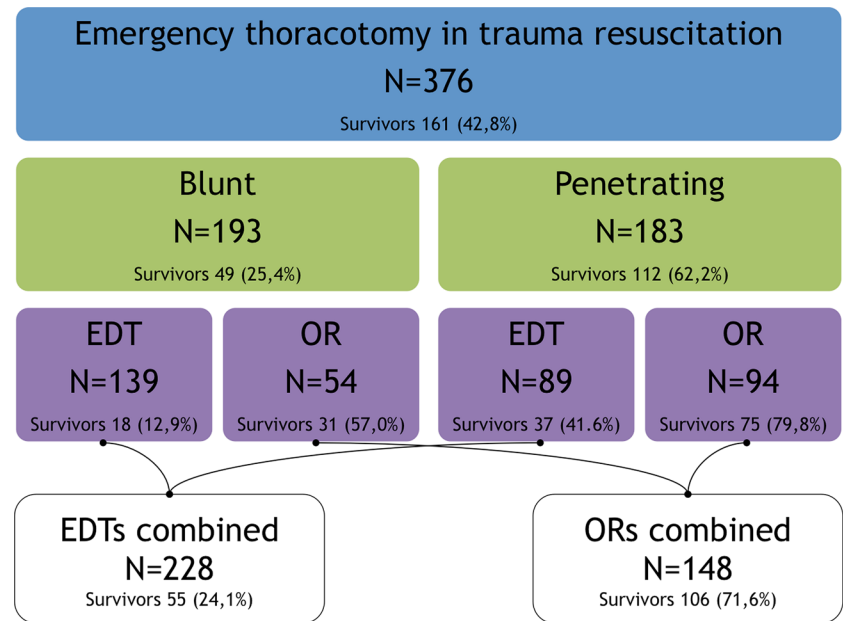 Emergency thoracotomy in trauma resuscitation
N=376
Survivors 161 (42,8%)
Blunt
N=193
Survivors 49 (25,4%)
Penetrating
N=183
Survivors 112 (62,2%)
EDT
N=139
Survivors 18 (12,9%)
OR
N=54
Survivors 31 (57,0%)
EDT
N=89
Survivors 37 (41.6%)
OR
N=94
Survivors 75 (79,8%)
EDTs combined
N=228
Survivors 55 (24,1%)
ORs combined
N=148
Survivors 106 (71,6%)